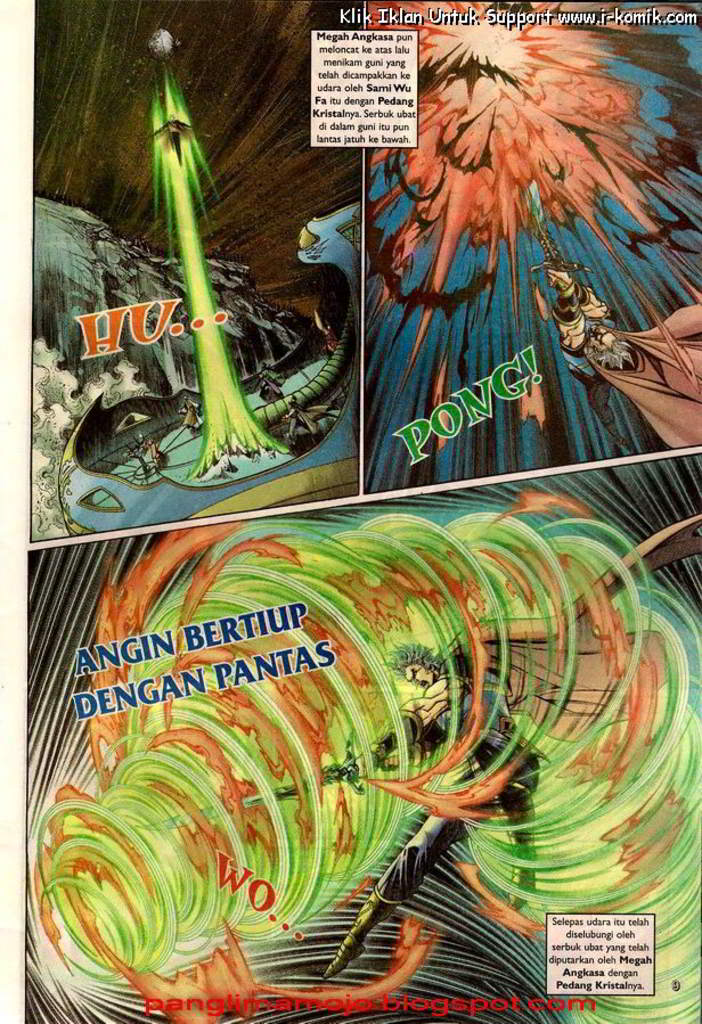 Klik Iklan Untuk Support www.i-komik.com
Megah Angkasa pun
meloncat ke atas lalu
menikam guni yang
telah dicampakkan ke
udara oleh Sami Wu
Fa itu dengan Pedang
Kristalnya. Serbuk ubat
di dalam guni itu pun
lantas jatuh ke bawah.
HU...
PONG!
ANGIN BERTIUP
DENGAN PANTAS
WO...
Selepas udara itu telah
diselubungi oleh
serbuk ubat yang telah
diputarkan oleh Megah
Angkasa dengan
Pedang Kristalnya.
9
panglimamojo.blogspot.com